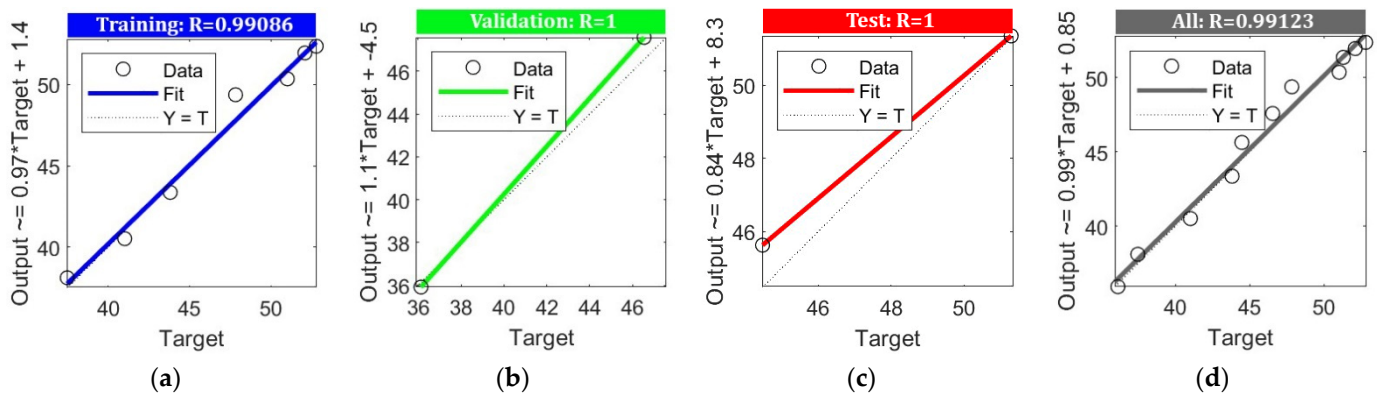 Training: R=0.99086
Output ~= 0.97*Target + 1.4
50
45
40
Data
Fit
Y = T
40
45
50
Target
(a)
Validation: R=1
Output ~= 1.1*Target + -4.5
46
44
42
40
38
36
Data
Fit
Y = T
36
38
40
42
44
46
Target
(b)
Test: R=1
Output ~= 0.84*Target + 8.3
50
48
46
Data
Fit
Y = T
46
48
50
Target
(c)
All: R=0.99123
Output ~= 0.99*Target + 0.85
50
45
40
Data
Fit
Y = T
40
45
50
Target
(d)